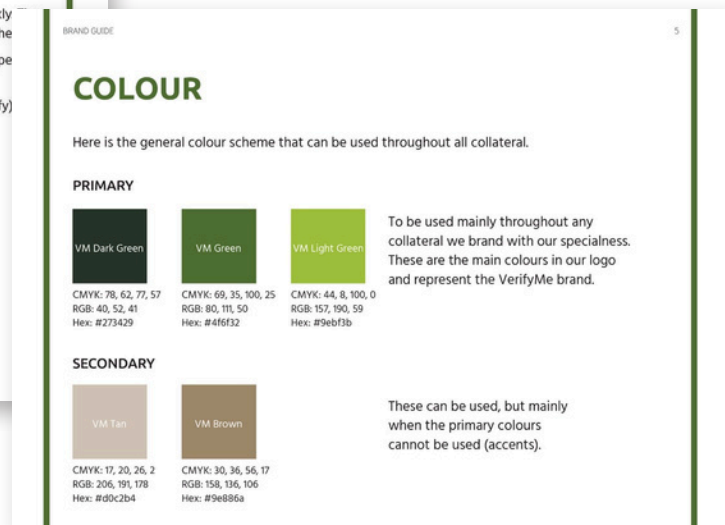 BRAND GUIDE
5
COLOUR
Here is the general colour scheme that can be used throughout all collateral.
PRIMARY
VM Dark Green
CMYK: 78, 62, 77, 57
RGB: 40, 52, 41
Hex: #273429
VM Green
CMYK: 69, 35, 100, 25
RGB: 80, 111, 50
Hex: #4f6f32
VM Light Green
CMYK: 44, 8, 100, 0
RGB: 157, 190, 59
Hex: #9ebf3b
To be used mainly throughout any
collateral we brand with our specialness.
These are the main colours in our logo
and represent the VerifyMe brand.
SECONDARY
VM Tan
CMYK: 17, 20, 26, 2
RGB: 206, 191, 178
Hex: #d0c2b4
VM Brown
CMYK: 30, 36, 56, 17
RGB: 158, 136, 106
Hex: #9e886a
These can be used, but mainly
when the primary colours
cannot be used (accents).